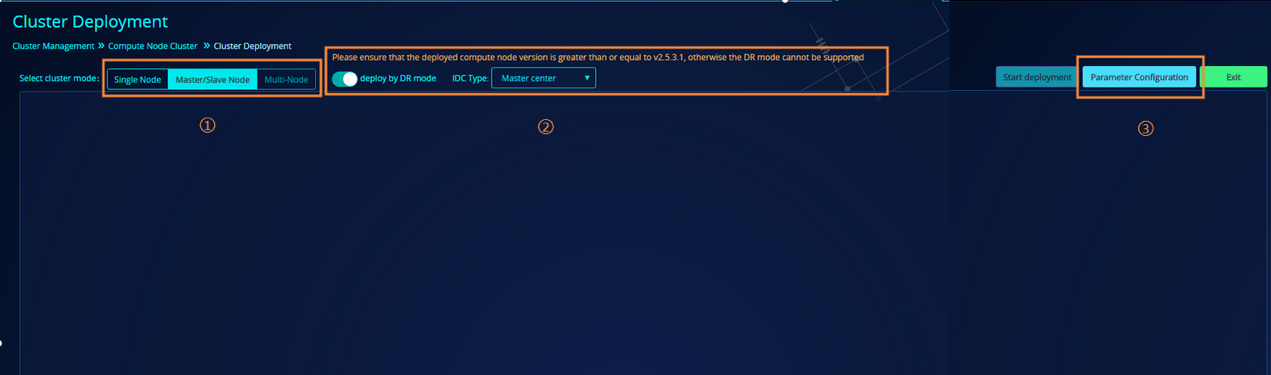 Cluster Deployment
Cluster Management » Compute Node Cluster » Cluster Deployment
Please ensure that the deployed compute node version is greater than or equal to v2.5.3.1, otherwise the DR mode cannot be supported
Select cluster mode: Single Node Master/Slave Node Multi-Node deploy by DR mode IDC Type: Master center Start deployment Parameter Configuration Exit
① ② ③